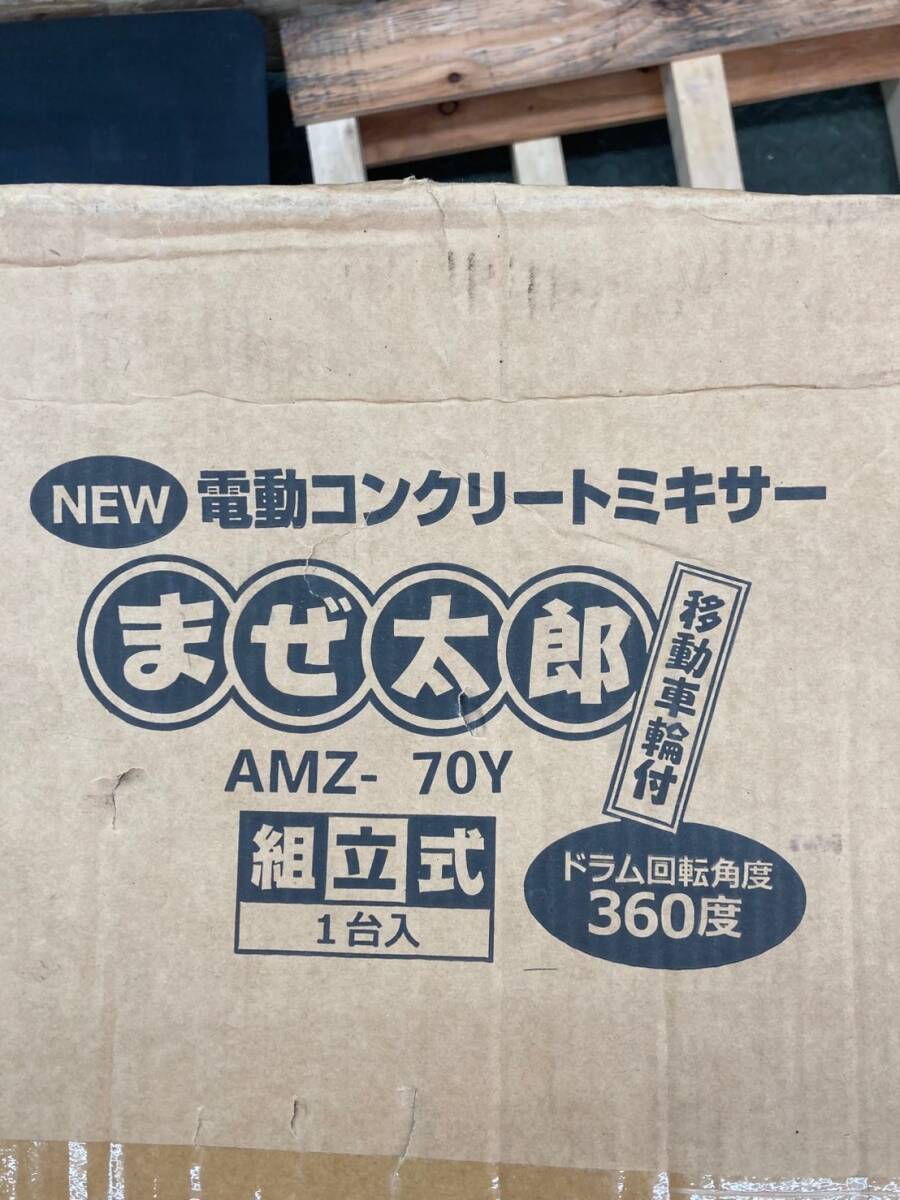 NEW 電動コンクリートミキサー
まぜ太郎
移動車輪付
AMZ- 70Y
組立式
1台入
ドラム回転角度
360度